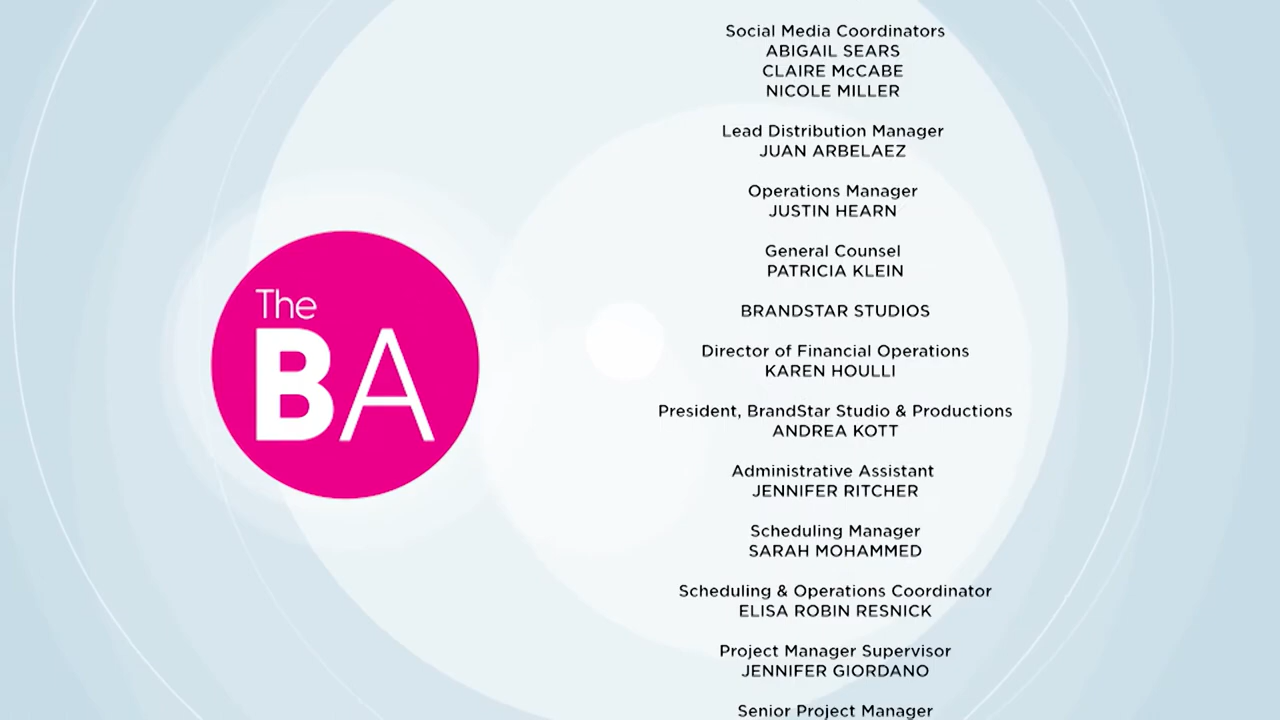 The
BA
Social Media Coordinators
ABIGAIL SEARS
CLAIRE McCABE
NICOLE MILLER
Lead Distribution Manager
JUAN ARBELAEZ
Operations Manager
JUSTIN HEARN
General Counsel
PATRICIA KLEIN
BRANDSTAR STUDIOS
Director of Financial Operations
KAREN HOULLI
President, BrandStar Studio & Productions
ANDREA KOTT
Administrative Assistant
JENNIFER RITCHER
Scheduling Manager
SARAH MOHAMMED
Scheduling & Operations Coordinator
ELISA ROBIN RESNICK
Project Manager Supervisor
JENNIFER GIORDANO
Senior Project Manager